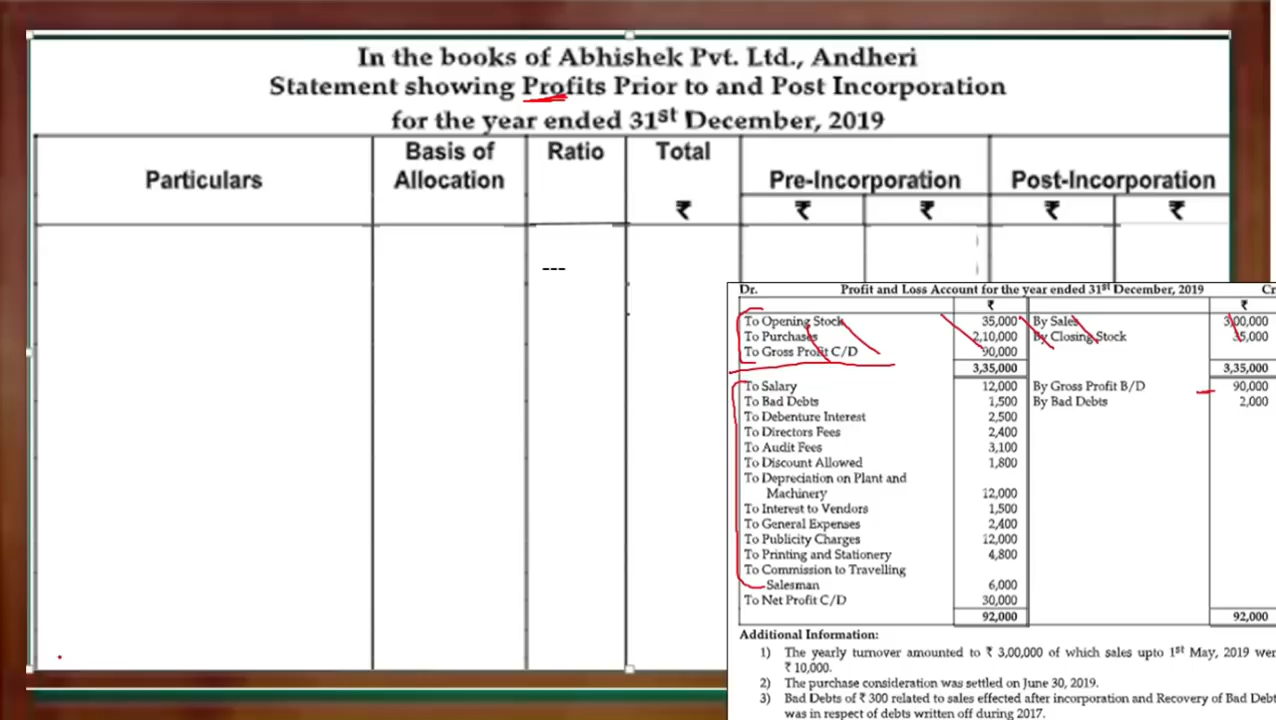 In the books of Abhishek Pvt. Ltd., Andheri
Statement showing Profits Prior to and Post Incorporation
for the year ended 31st December, 2019
Particulars Basis of Allocation Ratio Total ₹ Pre-Incorporation ₹ ₹ Post-Incorporation ₹ ₹
---
Dr. Profit and Loss Account for the year ended 31st December, 2019 Cr
₹ ₹
To Opening Stock 35,000 By Sales 3,00,000
To Purchases 2,10,000 By Closing Stock 35,000
To Gross Profit C/D 90,000
3,35,000 3,35,000
To Salary 12,000 By Gross Profit B/D 90,000
To Bad Debts 1,500 By Bad Debts 2,000
To Debenture Interest 2,500
To Directors Fees 2,400
To Audit Fees 3,100
To Discount Allowed 1,800
To Depreciation on Plant and
Machinery 12,000
To Interest to Vendors 1,500
To General Expenses 2,400
To Publicity Charges 12,000
To Printing and Stationery 4,800
To Commission to Travelling
Salesman 6,000
To Net Profit C/D 30,000
92,000 92,000
Additional Information:
1) The yearly turnover amounted to ₹ 3,00,000 of which sales upto 1st May, 2019 wer
₹ 10,000.
2) The purchase consideration was settled on June 30, 2019.
3) Bad Debts of ₹ 300 related to sales effected after incorporation and Recovery of Bad Debt
was in respect of debts written off during 2017.